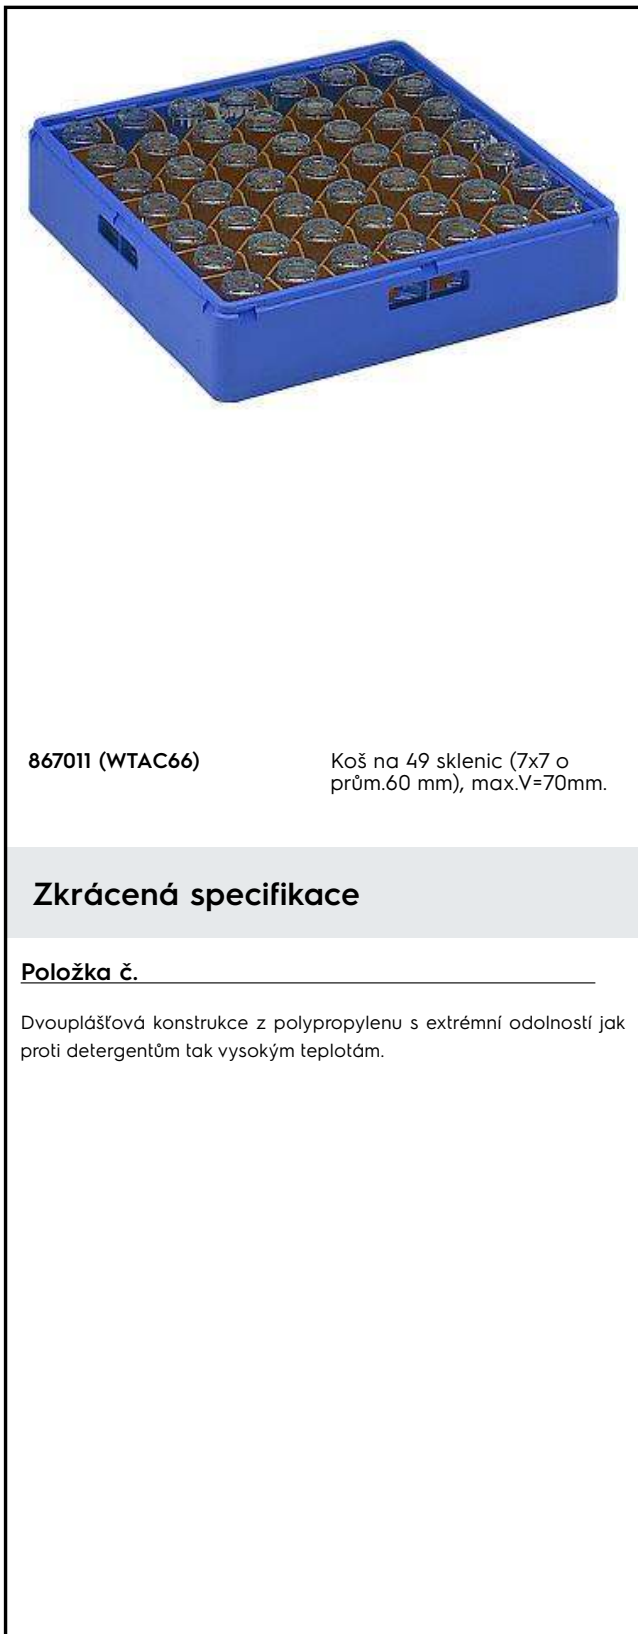 867011 (WTAC66)
Koš na 49 sklenic (7x7 o
prům.60 mm), max.V=70mm.
Zkrácená specifikace
Položka č.
Dvouplášťová konstrukce z polypropylenu s extrémní odolností jak
proti detergentům tak vysokým teplotám.